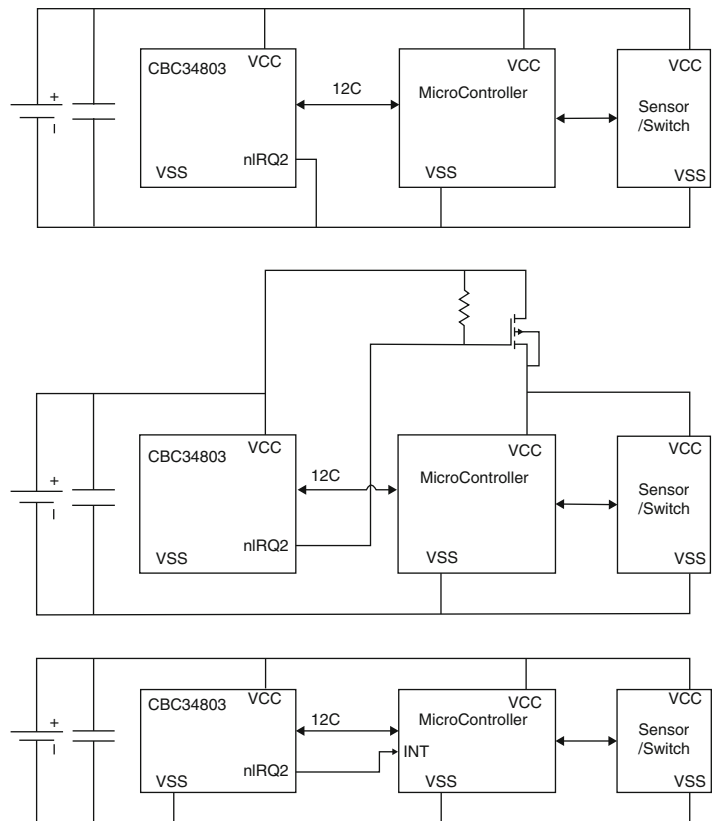 CBC34803
VCC
12C
nIRQ2
VSS
MicroController
VCC
VSS
VCC
Sensor
/Switch
VSS
+
I
CBC34803
VCC
12C
nIRQ2
VSS
MicroController
VCC
VSS
VCC
Sensor
/Switch
VSS
+
I
CBC34803
VCC
12C
nIRQ2
VSS
MicroController
VCC
INT
VSS
VCC
Sensor
/Switch
VSS
+
I